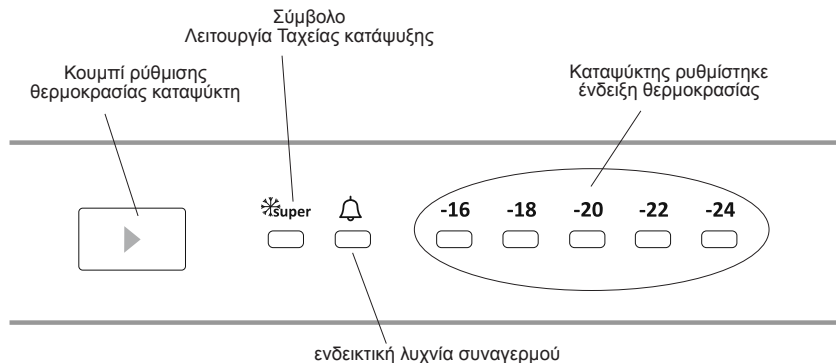 Σύμβολο
Λειτουργία Ταχείας κατάψυξης
Κουμπί ρύθμισης
θερμοκρασίας καταψύκτη
Καταψύκτης ρυθμίστηκε
ένδειξη θερμοκρασίας
super
-16 -18 -20 -22 -24
ενδεικτική λυχνία συναγερμού